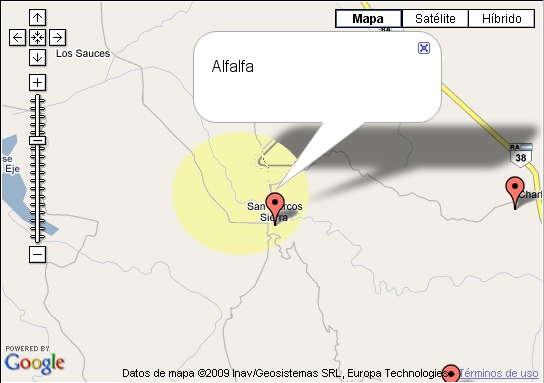 Mapa Satélite Híbrido
RA
Los Sauces
Alfalfa
RA
38
se
Eje
Charl
San Marcos
Sierra
POWERED BY
Google
Datos de mapa ©2009 Inav/Geosistemas SRL, Europa Technologies Términos de uso